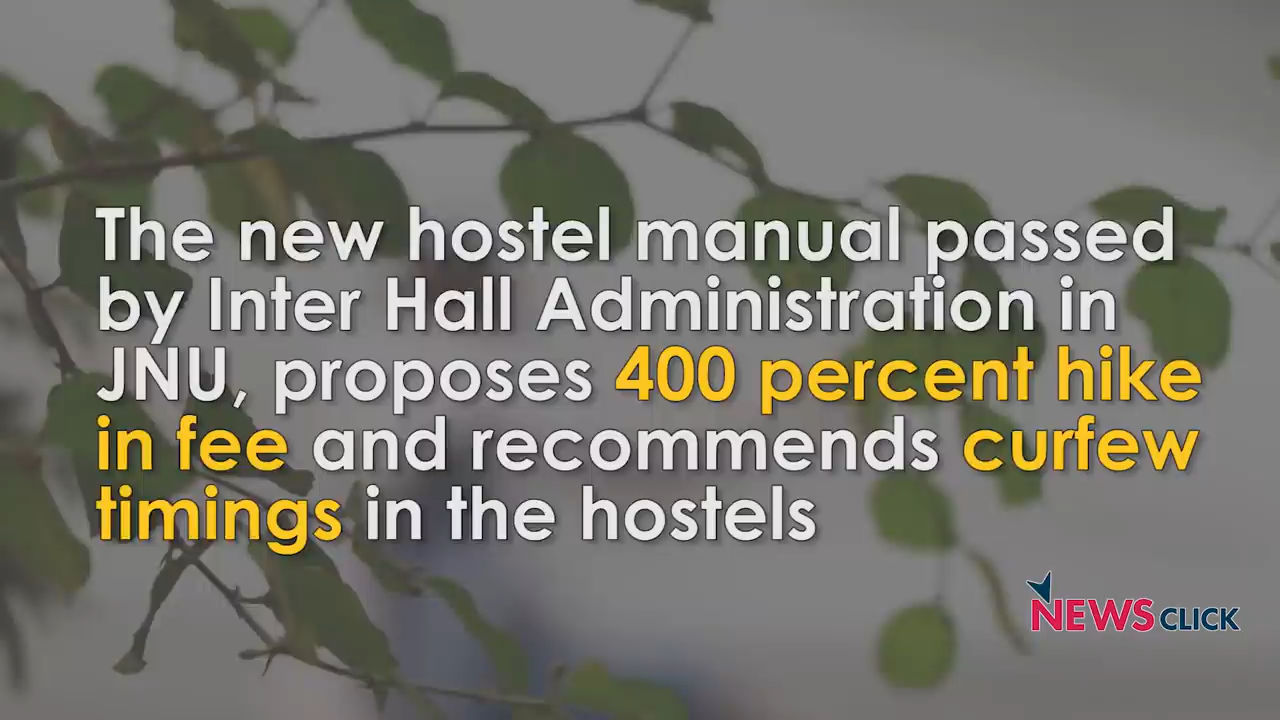 The new hostel manual passed
by Inter Hall Administration in
JNU, proposes 400 percent hike
in fee and recommends curfew
timings in the hostels
NEWSCLICK